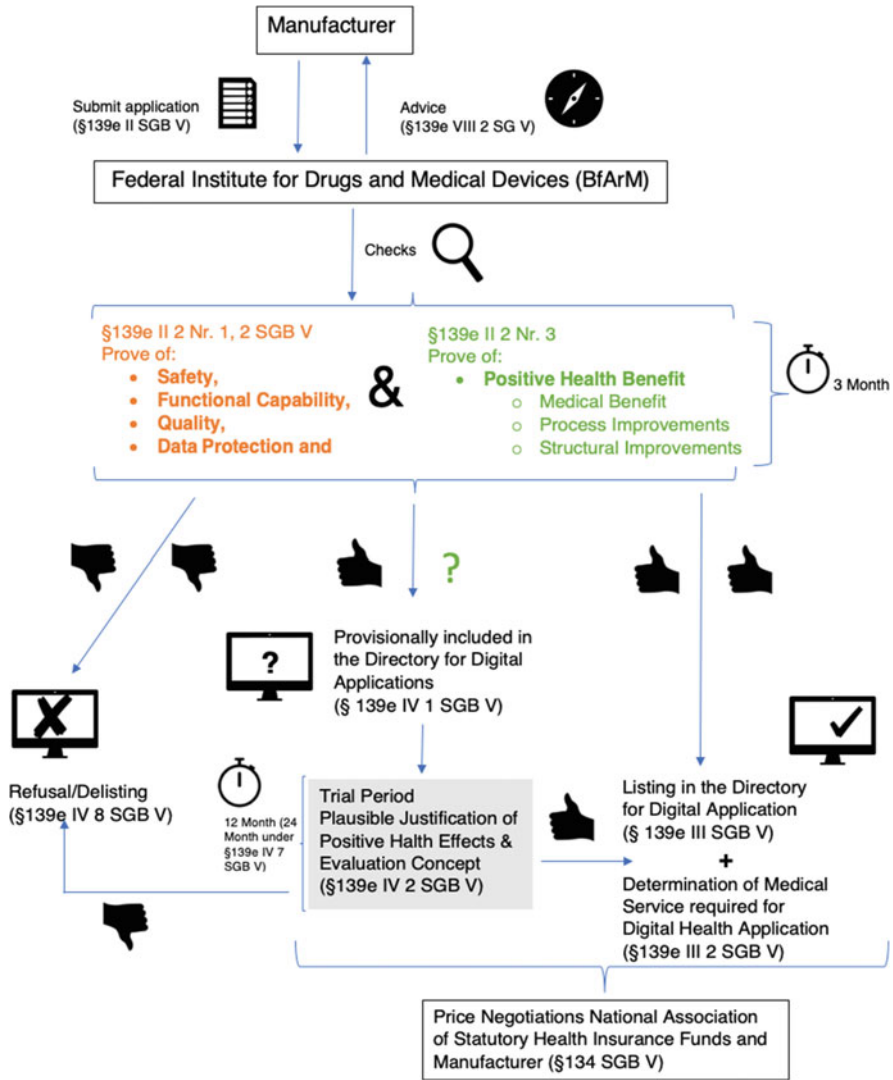 Manufacturer
Submit application
(§139e II SGB V)
Advice
(§139e VIII 2 SG V)
Federal Institute for Drugs and Medical Devices (BfArM)
Checks
§139e II 2 Nr. 1, 2 SGB V
Prove of:
• Safety,
• Functional Capability,
• Quality,
• Data Protection and
&
§139e II 2 Nr. 3
Prove of:
• Positive Health Benefit
o Medical Benefit
o Process Improvements
o Structural Improvements
3 Month
?
?
Provisionally included in
the Directory for Digital
Applications
(§ 139e IV 1 SGB V)
Refusal/Delisting
(§139e IV 8 SGB V)
12 Month (24
Month under
§139e IV 7
SGB V)
Trial Period
Plausible Justification of
Positive Halth Effects &
Evaluation Concept
(§139e IV 2 SGB V)
Listing in the Directory
for Digital Application
(§ 139e III SGB V)
+
Determination of Medical
Service required for
Digital Health Application
(§139e III 2 SGB V)
Price Negotiations National Association
of Statutory Health Insurance Funds and
Manufacturer (§134 SGB V)